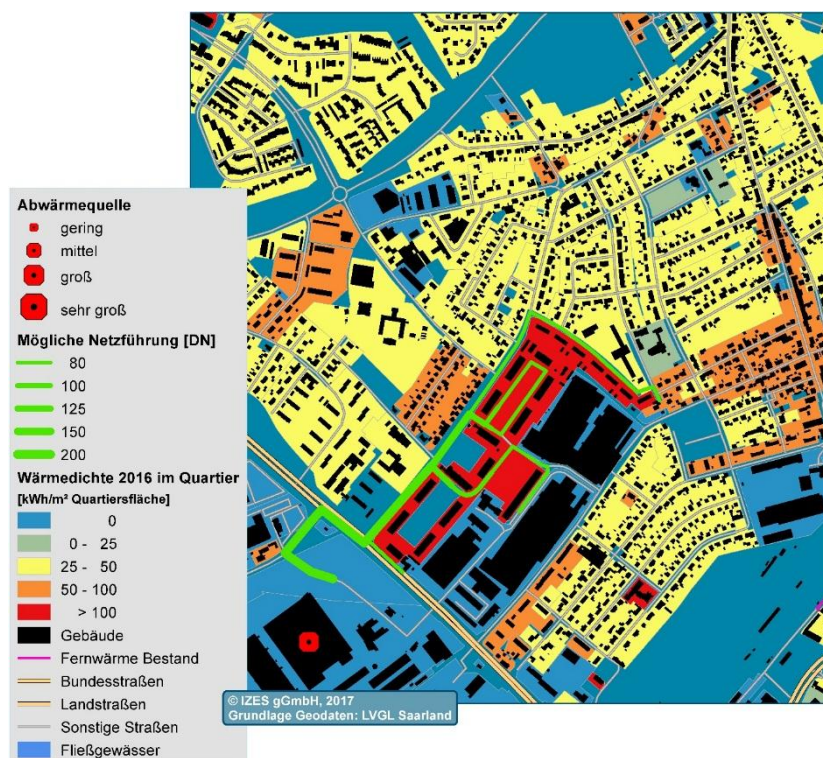 Abwärmequelle
gering
mittel
groß
sehr groß
Mögliche Netzführung [DN]
80
100
125
150
200
Wärmedichte 2016 im Quartier
[kWh/m² Quartiersfläche]
0
0 - 25
25 - 50
50 - 100
> 100
Gebäude
Fernwärme Bestand
Bundesstraßen
Landstraßen
Sonstige Straßen
Fließgewässer
© IZES gGmbH, 2017
Grundlage Geodaten: LVGL Saarland